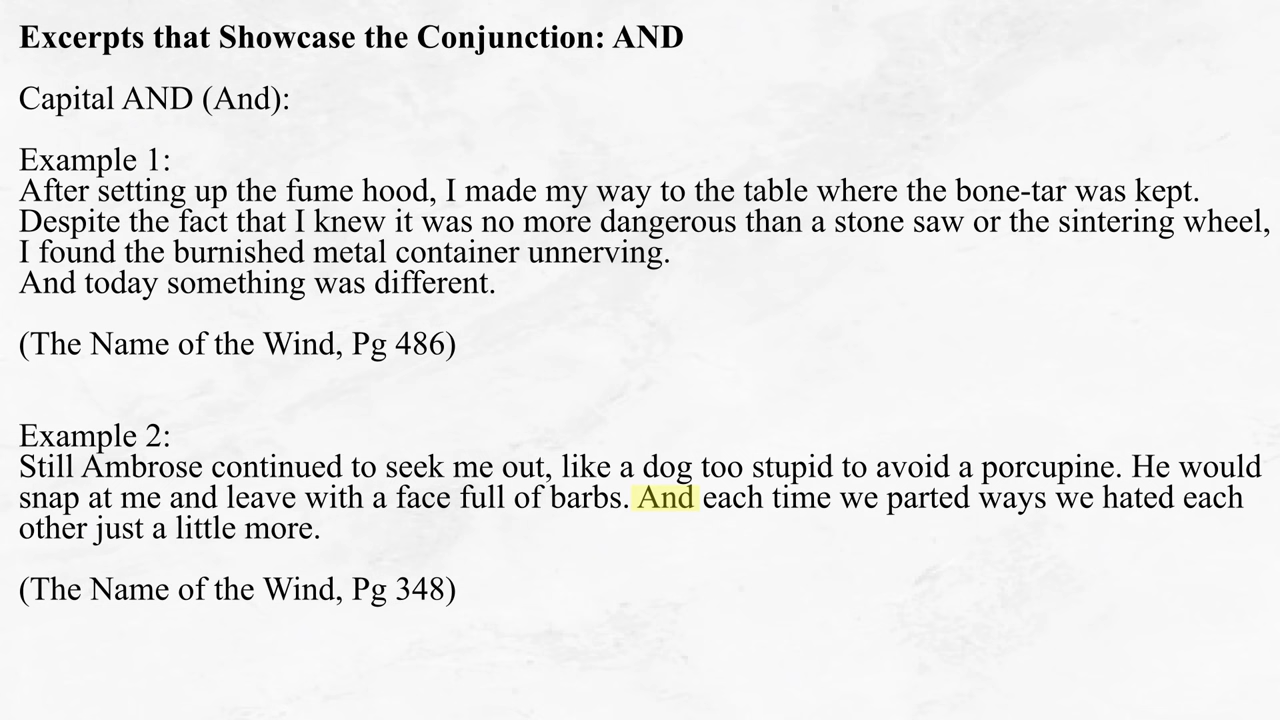 Excerpts that Showcase the Conjunction: AND
Capital AND (And):
Example 1:
After setting up the fume hood, I made my way to the table where the bone-tar was kept.
Despite the fact that I knew it was no more dangerous than a stone saw or the sintering wheel,
I found the burnished metal container unnerving.
And today something was different.
(The Name of the Wind, Pg 486)
Example 2:
Still Ambrose continued to seek me out, like a dog too stupid to avoid a porcupine. He would
snap at me and leave with a face full of barbs. And each time we parted ways we hated each
other just a little more.
(The Name of the Wind, Pg 348)